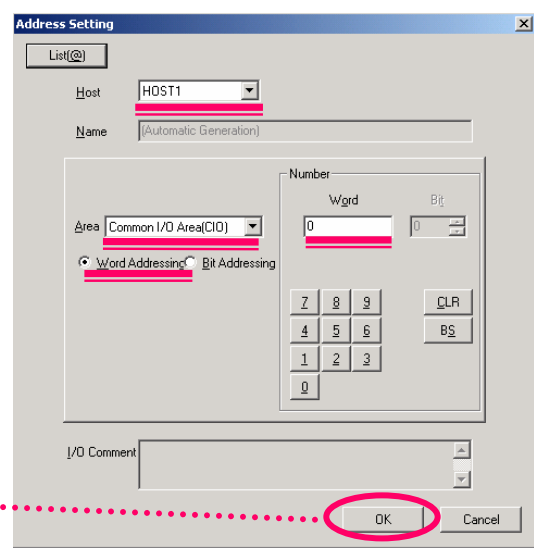 Address Setting
List(@)
Host HOST1
Name (Automatic Generation)
Number
Word Bit
Area Common I/O Area(CIO) 0 0
Word Addressing Bit Addressing
7 8 9 CLR
4 5 6 BS
1 2 3
0
I/O Comment
OK Cancel